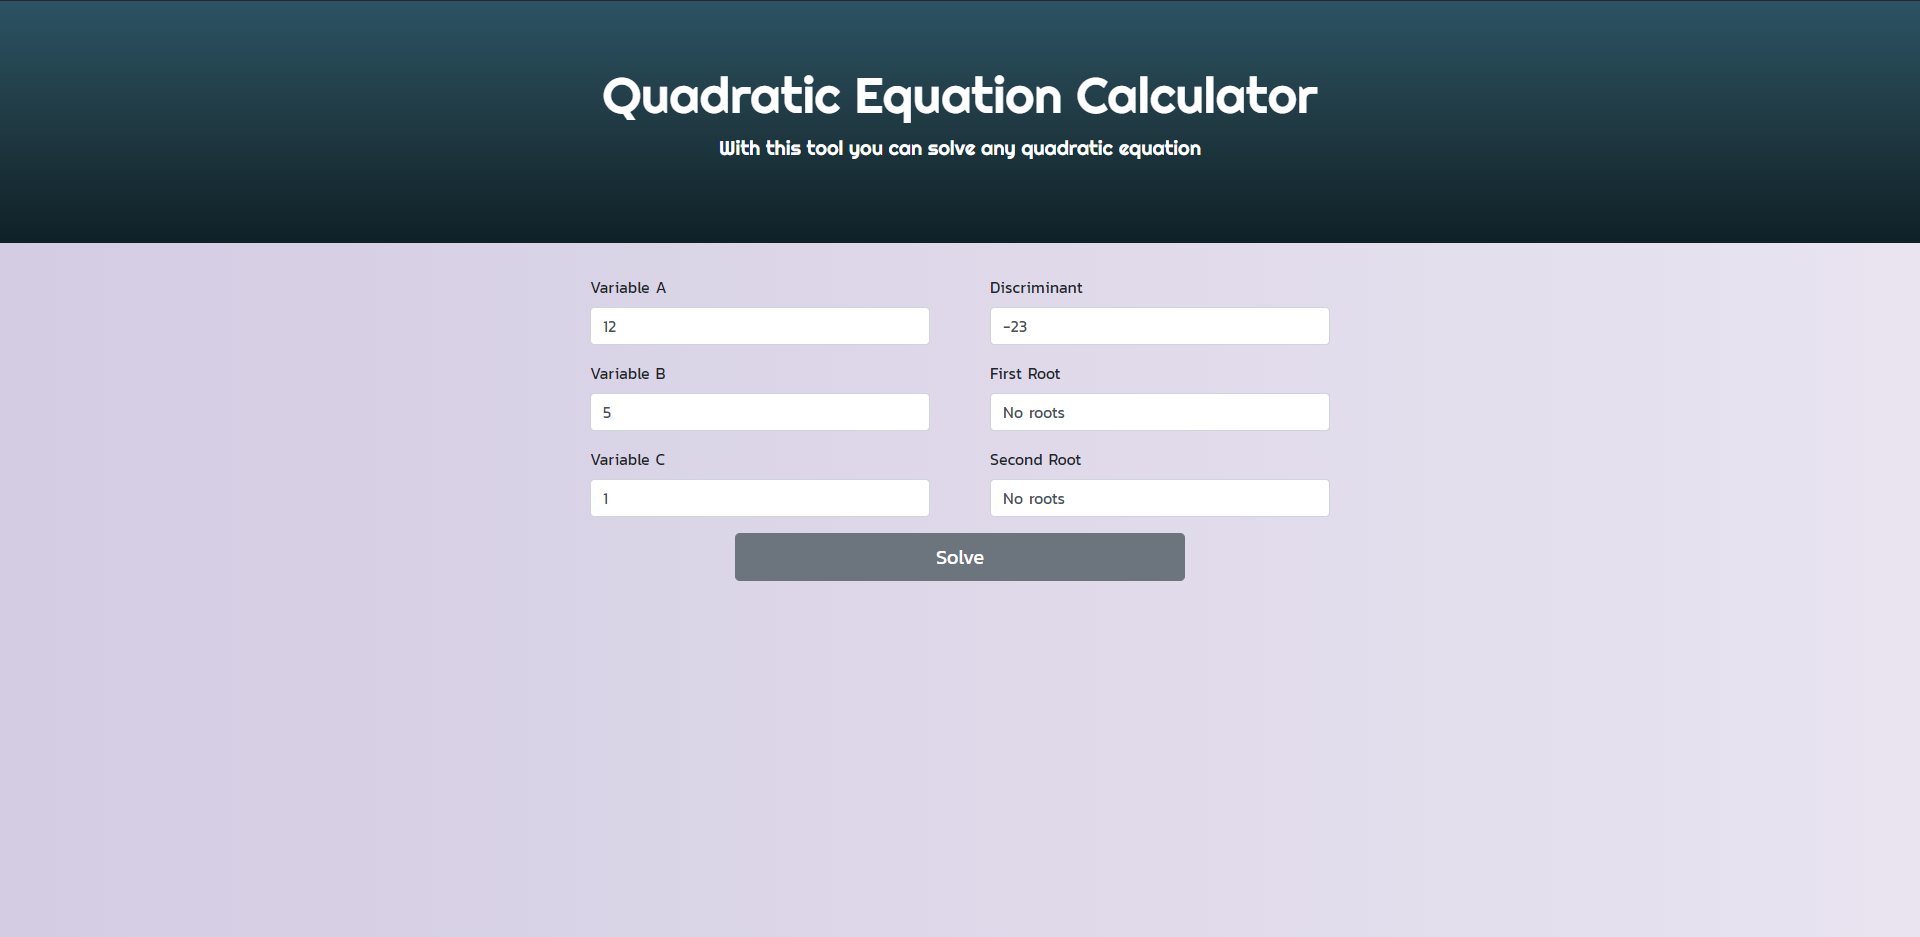 Quadratic Equation Calculator
With this tool you can solve any quadratic equation
Variable A
12
Variable B
5
Variable C
1
Discriminant
-23
First Root
No roots
Second Root
No roots
Solve